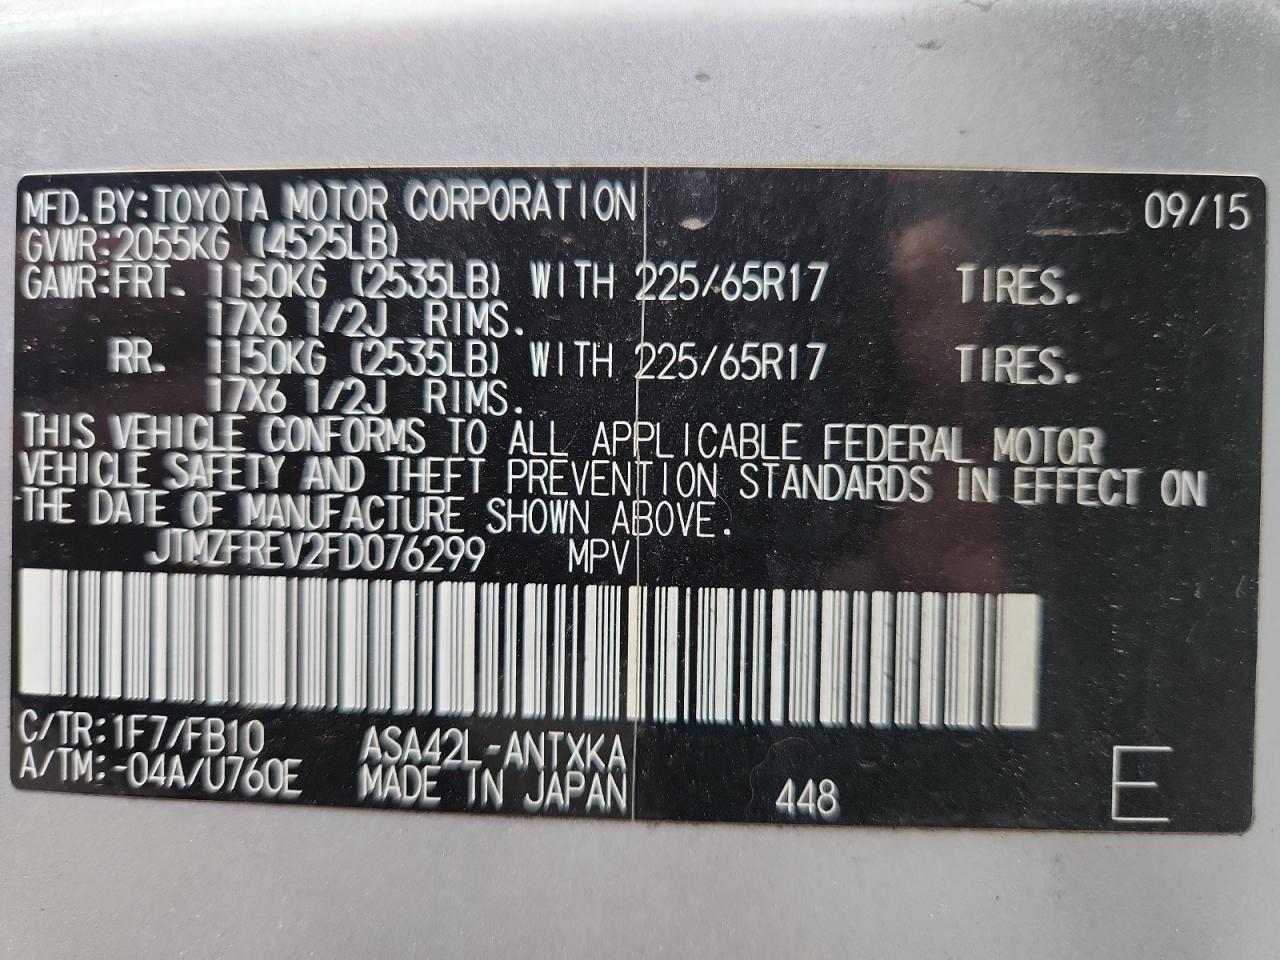 MFD. BY: TOYOTA MOTOR CORPORATION 09/15
GVWR: 2055KG (4525LB)
GAWR: FRT. 1150KG (2535LB) WITH 225/65R17 TIRES.
17X6 1/2J RIMS.
RR. 1150KG (2535LB) WITH 225/65R17 TIRES.
17X6 1/2J RIMS.
THIS VEHICLE CONFORMS TO ALL APPLICABLE FEDERAL MOTOR
VEHICLE SAFETY AND THEFT PREVENTION STANDARDS IN EFFECT ON
THE DATE OF MANUFACTURE SHOWN ABOVE.
JTMZFREV2FD076299 MPV
C/TR: 1F7/FB10 ASA42L-ANTXKA
A/TM: -04A/U760E MADE IN JAPAN 448 E